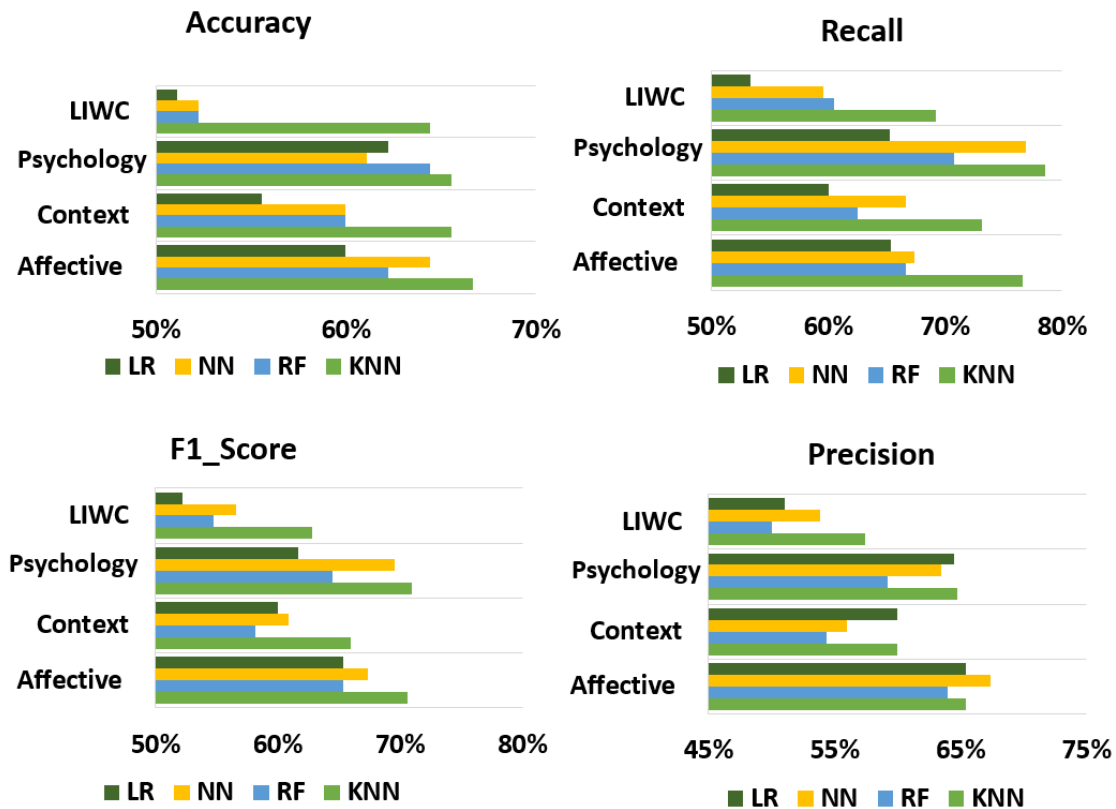 Accuracy
LIWC
Psychology
Context
Affective
50% 60% 70%
LR NN RF KNN
Recall
LIWC
Psychology
Context
Affective
50% 60% 70% 80%
LR NN RF KNN
F1_Score
LIWC
Psychology
Context
Affective
50% 60% 70% 80%
LR NN RF KNN
Precision
LIWC
Psychology
Context
Affective
45% 55% 65% 75%
LR NN RF KNN